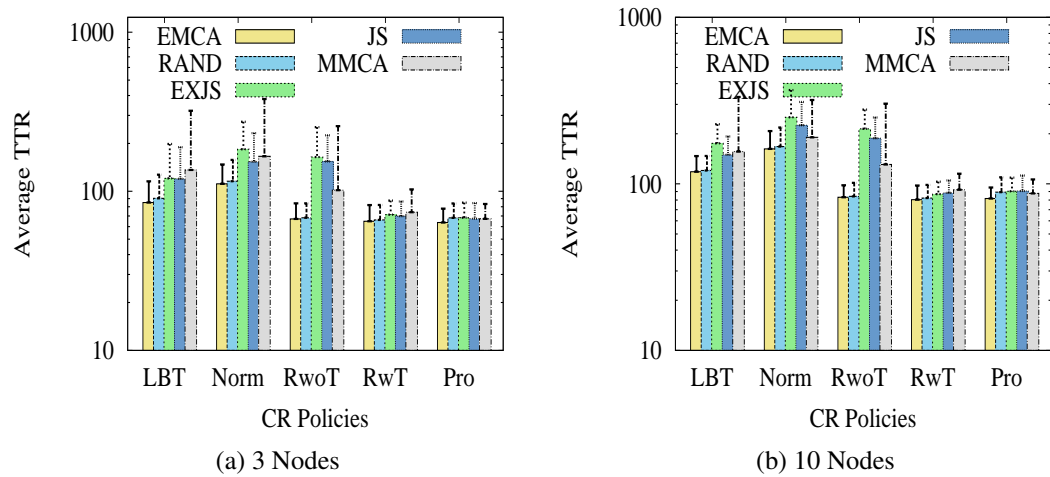 1000
100
10
Average TTR
EMCA
RAND
EXJS
JS
MMCA
LBT Norm RwoT RwT Pro
CR Policies
(a) 3 Nodes
1000
100
10
Average TTR
EMCA
RAND
EXJS
JS
MMCA
LBT Norm RwoT RwT Pro
CR Policies
(b) 10 Nodes